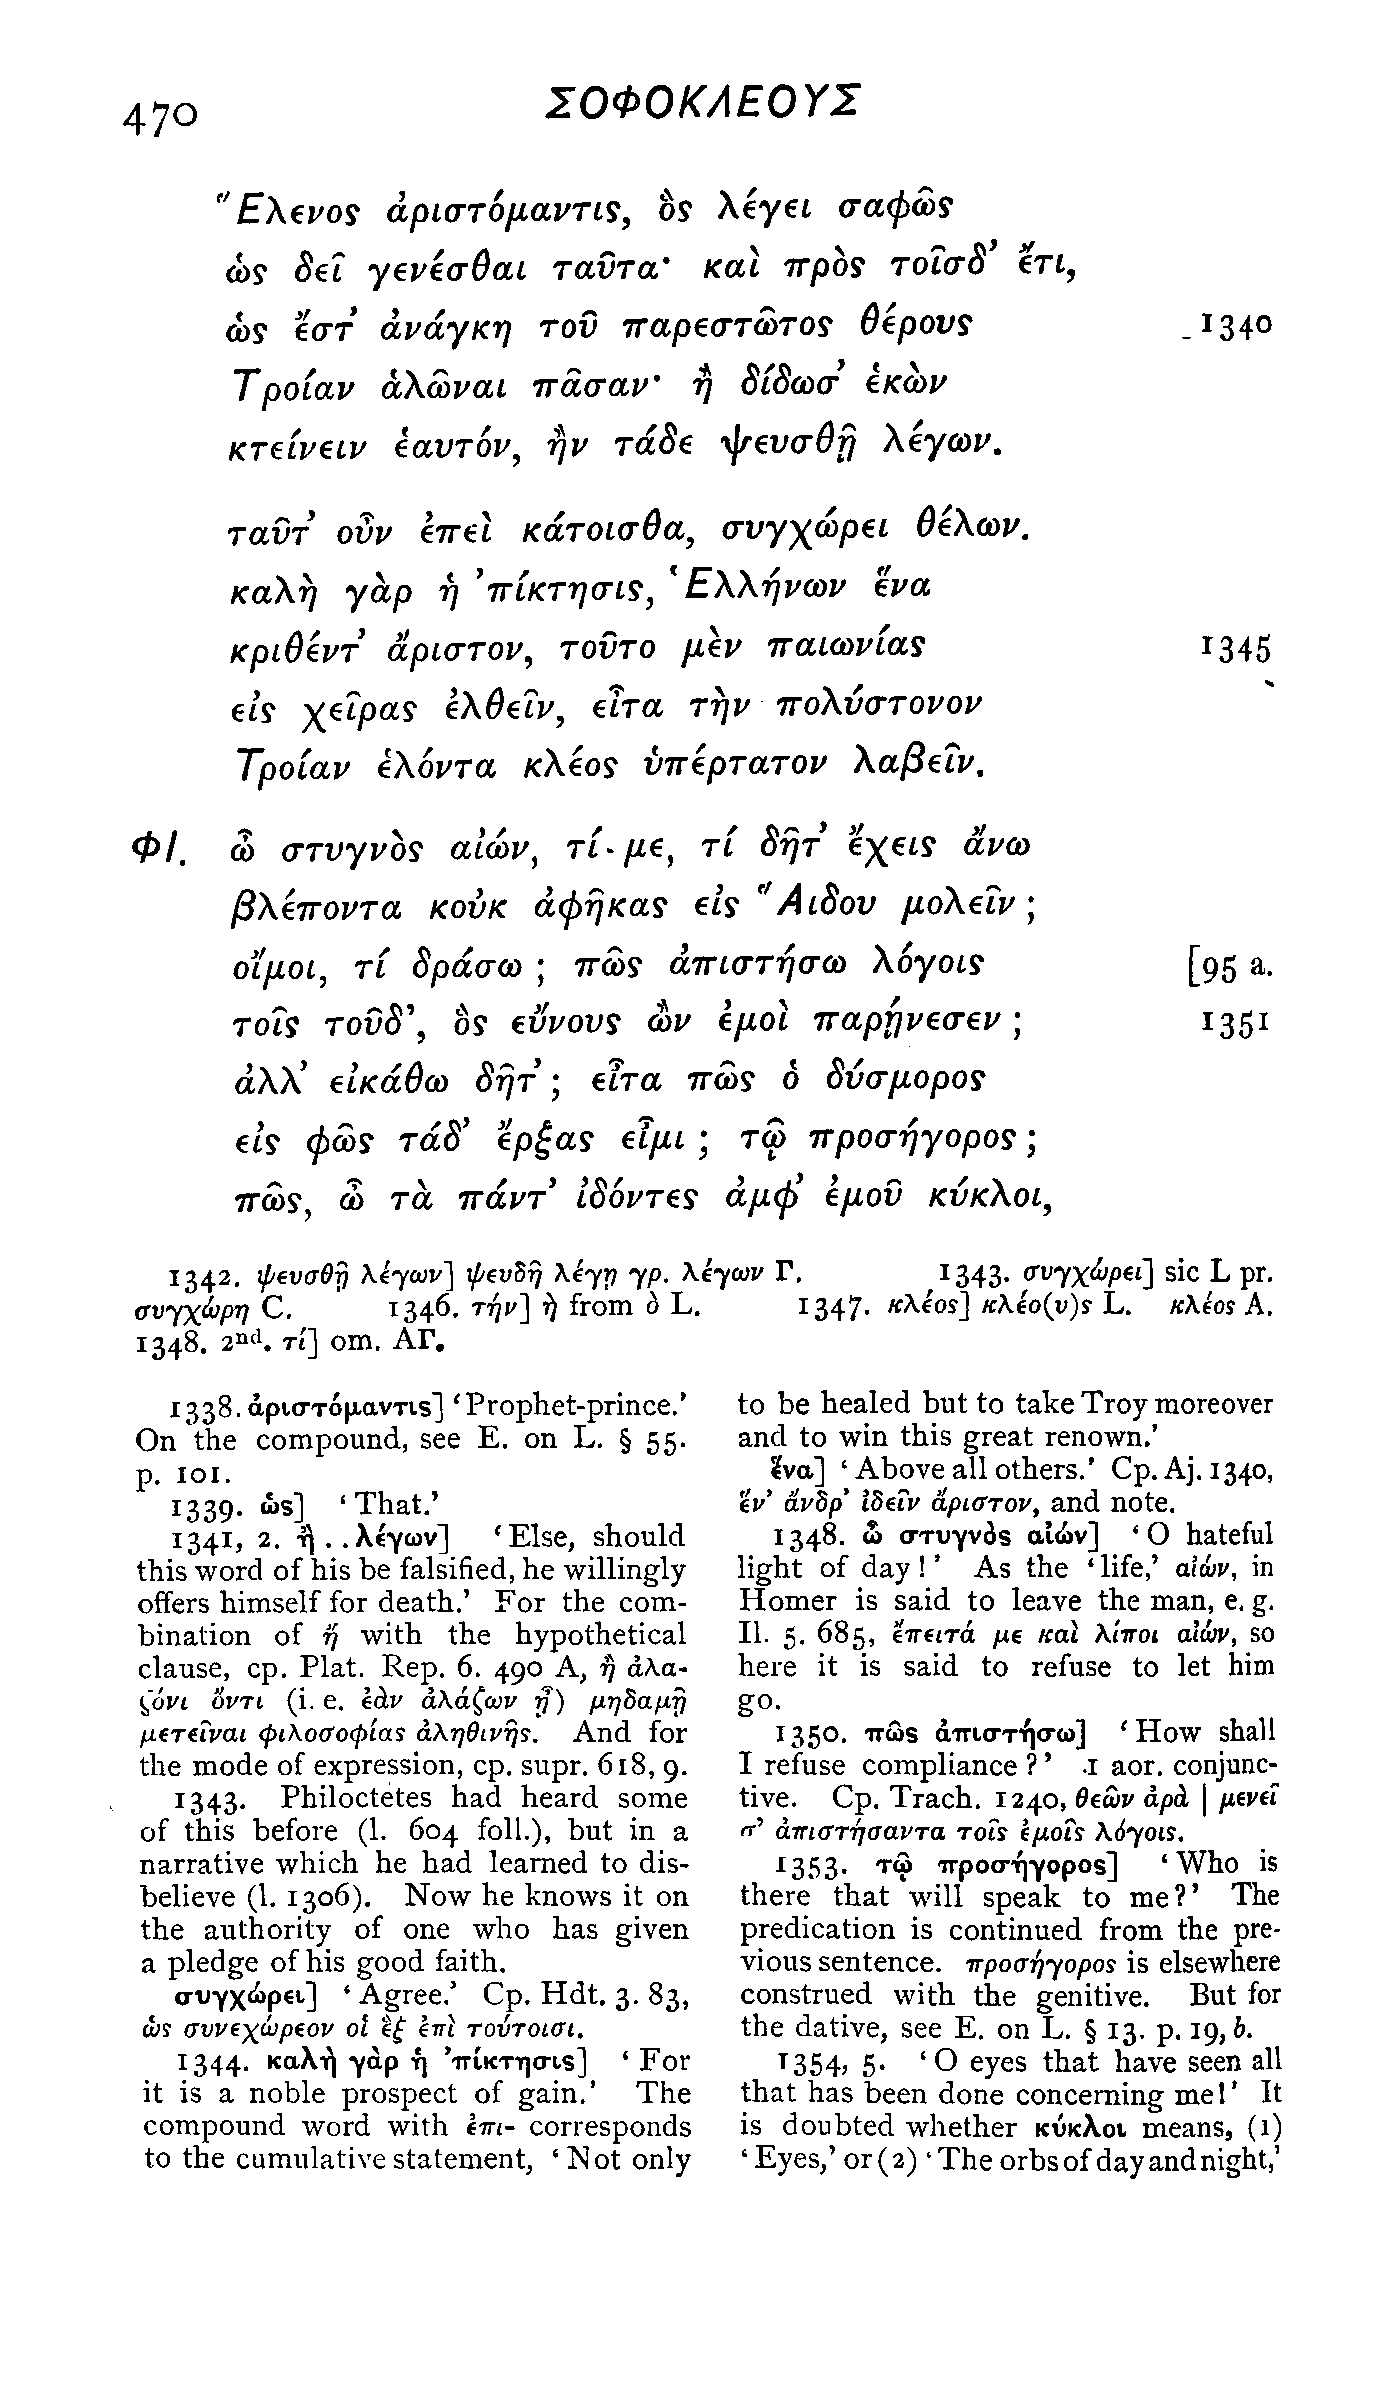 470
ΣΟΦΟΚΛΕΟΥΣ
Ἕλενος ἀριστόμαντις, ὃς λέγει σαφῶς
ὡς δεῖ γενέσθαι ταῦτα· καὶ πρὸς τοῖσδ’ ἔτι,
ὡς ἔστ’ ἀνάγκη τοῦ παρεστῶτος θέρους 1340
Τροίαν ἁλῶναι πᾶσαν· ἢ δίδωσ’ ἑκὼν
κτείνειν ἑαυτόν, ἢν τάδε ψευσθῇ λέγων.
ταῦτ’ οὖν ἐπεὶ κάτοισθα, συγχώρει θέλων.
καλὴ γὰρ ἡ ’πίκτησις, Ἑλλήνων ἕνα
κριθέντ’ ἄριστον, τοῦτο μὲν παιωνίας 1345
εἰς χεῖρας ἐλθεῖν, εἶτα τὴν πολύστονον
Τροίαν ἑλόντα κλέος ὑπέρτατον λαβεῖν.
ΦΙ. ὦ στυγνὸς αἰών, τί με, τί δῆτ’ ἔχεις ἄνω
βλέποντα κοὐκ ἀφῆκας εἰς Ἅιδου μολεῖν ;
οἴμοι, τί δράσω ; πῶς ἀπιστήσω λόγοις [95 a.
τοῖς τοῦδ’, ὃς εὔνους ὢν ἐμοὶ παρῄνεσεν ; 1351
ἀλλ’ εἰκάθω δῆτ’ ; εἶτα πῶς ὁ δύσμορος
εἰς φῶς τάδ’ ἔρξας εἶμι ; τῷ προσήγορος ;
πῶς, ὦ τὰ πάντ’ ἰδόντες ἀμφ’ ἐμοῦ κύκλοι,
1342. ψευσθῇ λέγων] ψευδῆ λέγῃ γρ. λέγων Γ. 1343. συγχώρει] sic L pr.
συγχώρη C. 1346. τήν] ἡ from ὁ L. 1347. κλέος] κλέο(υ)ς L. κλέος A.
1348. 2nd. τί] om. ΑΓ.
1338. ἀριστόμαντις] ‘Prophet-prince.’
On the compound, see E. on L. § 55.
p. 101.
1339. ὡς] ‘That.’
1341, 2. ἢ . . λέγων] ‘Else, should
this word of his be falsified, he willingly
offers himself for death.’ For the com-
bination of ἤ with the hypothetical
clause, cp. Plat. Rep. 6. 490 A, ἢ ἀλα-
ζόνι ὄντι (i. e. ἐὰν ἀλάζων ᾖ) μηδαμῇ
μετεῖναι φιλοσοφίας ἀληθινῆς. And for
the mode of expression, cp. supr. 618, 9.
1343. Philoctetes had heard some
of this before (l. 604 foll.), but in a
narrative which he had learned to dis-
believe (l. 1306). Now he knows it on
the authority of one who has given
a pledge of his good faith.
συγχώρει] ‘Agree.’ Cp. Hdt. 3. 83,
ὡς συνεχώρεον οἱ ἓξ ἐπὶ τούτοισι.
1344. καλὴ γὰρ ἡ ’πίκτησις] ‘For
it is a noble prospect of gain.’ The
compound word with ἐπι- corresponds
to the cumulative statement, ‘Not only
to be healed but to take Troy moreover
and to win this great renown.’
ἕνα] ‘Above all others.’ Cp. Aj. 1340,
ἕν’ ἄνδρ’ ἰδεῖν ἄριστον, and note.
1348. ὦ στυγνὸς αἰών] ‘O hateful
light of day!’ As the ‘life,’ αἰών, in
Homer is said to leave the man, e. g.
Il. 5. 685, ἔπειτά με καὶ λίποι αἰών, so
here it is said to refuse to let him
go.
1350. πῶς ἀπιστήσω] ‘How shall
I refuse compliance?’ 1 aor. conjunc-
tive. Cp. Trach. 1240, θεῶν ἀρὰ | μενεῖ
σ’ ἀπιστήσαντα τοῖς ἐμοῖς λόγοις.
1353. τῷ προσήγορος] ‘Who is
there that will speak to me?’ The
predication is continued from the pre-
vious sentence. προσήγορος is elsewhere
construed with the genitive. But for
the dative, see E. on L. § 13. p. 19, b.
1354, 5. ‘O eyes that have seen all
that has been done concerning me!’ It
is doubted whether κύκλοι means, (1)
‘Eyes,’ or (2) ‘The orbs of day and night,’